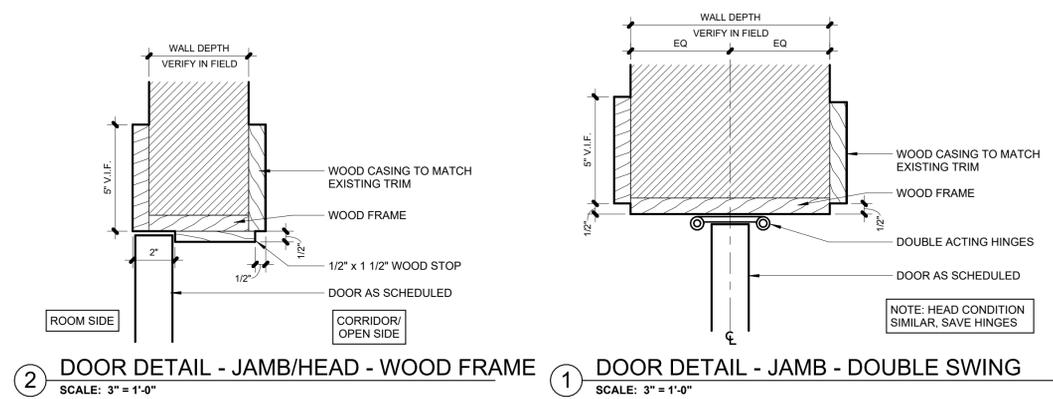 WALL DEPTH
VERIFY IN FIELD
5" V.I.F.
WOOD CASING TO MATCH
EXISTING TRIM
WOOD FRAME
1/2"
2"
1/2"
1/2" x 1 1/2" WOOD STOP
DOOR AS SCHEDULED
ROOM SIDE
CORRIDOR/
OPEN SIDE
2 DOOR DETAIL - JAMB/HEAD - WOOD FRAME
SCALE: 3" = 1'-0"
WALL DEPTH
VERIFY IN FIELD
EQ EQ
5" V.I.F.
WOOD CASING TO MATCH
EXISTING TRIM
WOOD FRAME
1/2"
1/2"
DOUBLE ACTING HINGES
DOOR AS SCHEDULED
NOTE: HEAD CONDITION
SIMILAR, SAVE HINGES
℄
1 DOOR DETAIL - JAMB - DOUBLE SWING
SCALE: 3" = 1'-0"